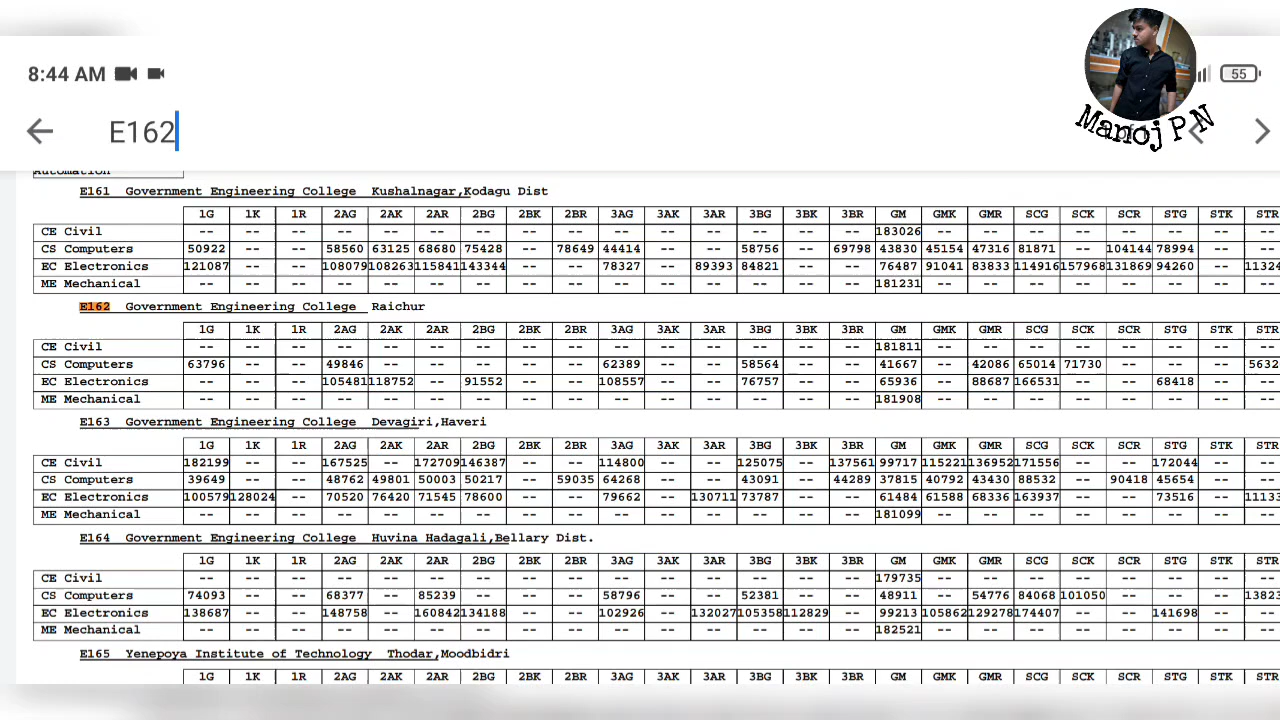 8:44 AM 55
E162
Manoj P N
Automation
E161 Government Engineering College Kushalnagar,Kodagu Dist
1G 1K 1R 2AG 2AK 2AR 2BG 2BK 2BR 3AG 3AK 3AR 3BG 3BK 3BR GM GMK GMR SCG SCK SCR STG STK STR
CE Civil -- -- -- -- -- -- -- -- -- -- -- -- -- -- -- 183026 -- -- -- -- -- -- -- --
CS Computers 50922 -- -- 58560 63125 68680 75428 -- 78649 44414 -- -- 58756 -- 69798 43830 45154 47316 81871 -- 104144 78994 -- --
EC Electronics 121087 -- -- 108079 108263 115841 143344 -- -- 78327 -- 89393 84821 -- -- 76487 91041 83833 114916 157968 131869 94260 -- 11324
ME Mechanical -- -- -- -- -- -- -- -- -- -- -- -- -- -- -- 181231 -- -- -- -- -- -- -- --
E162 Government Engineering College Raichur
1G 1K 1R 2AG 2AK 2AR 2BG 2BK 2BR 3AG 3AK 3AR 3BG 3BK 3BR GM GMK GMR SCG SCK SCR STG STK STR
CE Civil -- -- -- -- -- -- -- -- -- -- -- -- -- -- -- 181811 -- -- -- -- -- -- -- --
CS Computers 63796 -- -- 49846 -- -- -- -- -- 62389 -- -- 58564 -- -- 41667 -- 42086 65014 71730 -- -- -- 5632
EC Electronics -- -- -- 105481 118752 -- 91552 -- -- 108557 -- -- 76757 -- -- 65936 -- 88687 166531 -- -- 68418 -- --
ME Mechanical -- -- -- -- -- -- -- -- -- -- -- -- -- -- -- 181908 -- -- -- -- -- -- -- --
E163 Government Engineering College Devagiri,Haveri
1G 1K 1R 2AG 2AK 2AR 2BG 2BK 2BR 3AG 3AK 3AR 3BG 3BK 3BR GM GMK GMR SCG SCK SCR STG STK STR
CE Civil 182199 -- -- 167525 -- 172709 146387 -- -- 114800 -- -- 125075 -- 137561 99717 115221 136952 171556 -- -- 172044 -- --
CS Computers 39649 -- -- 48762 49801 50003 50217 -- 59035 64268 -- -- 43091 -- 44289 37815 40792 43430 88532 -- 90418 45654 -- --
EC Electronics 100579 128024 -- 70520 76420 71545 78600 -- -- 79662 -- 130711 73787 -- -- 61484 61588 68336 163937 -- -- 73516 -- 11133
ME Mechanical -- -- -- -- -- -- -- -- -- -- -- -- -- -- -- 181099 -- -- -- -- -- -- -- --
E164 Government Engineering College Huvina Hadagali,Bellary Dist.
1G 1K 1R 2AG 2AK 2AR 2BG 2BK 2BR 3AG 3AK 3AR 3BG 3BK 3BR GM GMK GMR SCG SCK SCR STG STK STR
CE Civil -- -- -- -- -- -- -- -- -- -- -- -- -- -- -- 179735 -- -- -- -- -- -- -- --
CS Computers 74093 -- -- 68377 -- 85239 -- -- -- 58796 -- -- 52381 -- -- 48911 -- 54776 84068 101050 -- -- -- 13823
EC Electronics 138687 -- -- 148758 -- 160842 134188 -- -- 102926 -- 132027 105358 112829 -- 99213 105862 129278 174407 -- -- 141698 -- --
ME Mechanical -- -- -- -- -- -- -- -- -- -- -- -- -- -- -- 182521 -- -- -- -- -- -- -- --
E165 Yenepoya Institute of Technology Thodar,Moodbidri
1G 1K 1R 2AG 2AK 2AR 2BG 2BK 2BR 3AG 3AK 3AR 3BG 3BK 3BR GM GMK GMR SCG SCK SCR STG STK STR